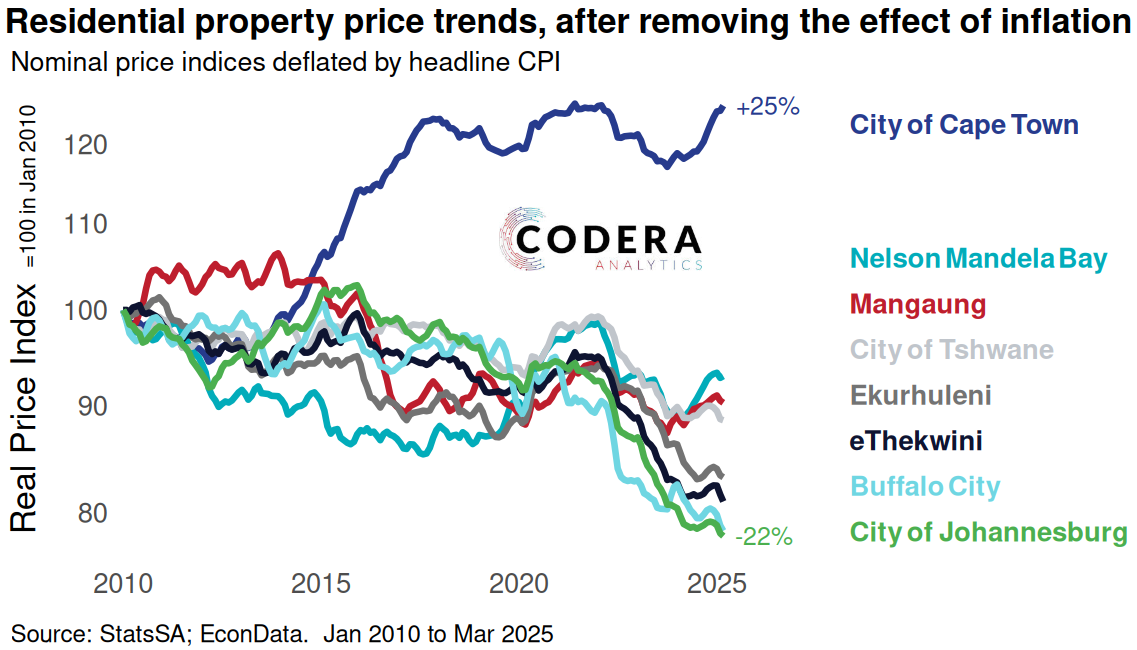 Residential property price trends, after removing the effect of inflation
Nominal price indices deflated by headline CPI
Real Price Index =100 in Jan 2010
120
110
100
90
80
2010 2015 2020 2025
+25%
-22%
CODERA
ANALYTICS
City of Cape Town
Nelson Mandela Bay
Mangaung
City of Tshwane
Ekurhuleni
eThekwini
Buffalo City
City of Johannesburg
Source: StatsSA; EconData.  Jan 2010 to Mar 2025